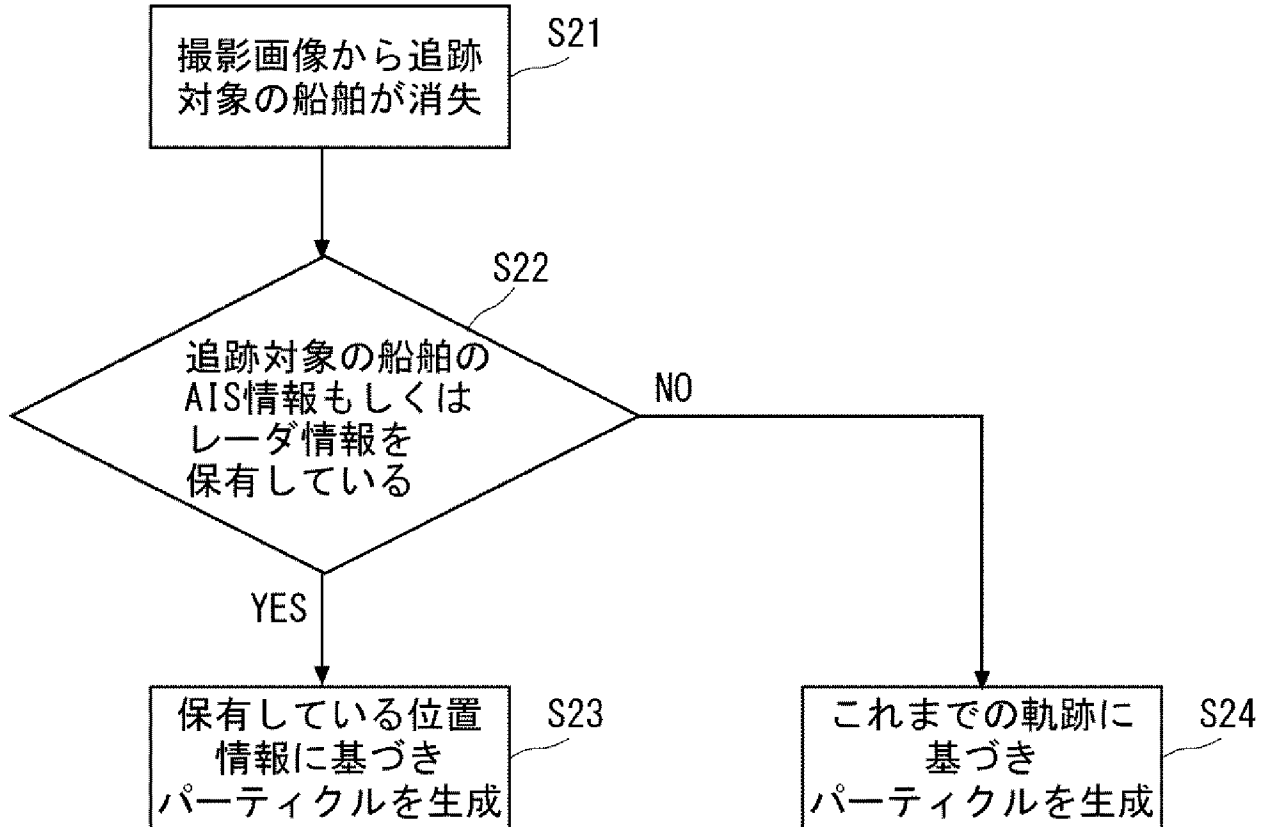 撮影画像から追跡
対象の船舶が消失
S21
S22
追跡対象の船舶の
AIS情報もしくは
レーダ情報を
保有している
NO
YES
保有している位置
情報に基づき
パーティクルを生成
S23
これまでの軌跡に
基づき
パーティクルを生成
S24